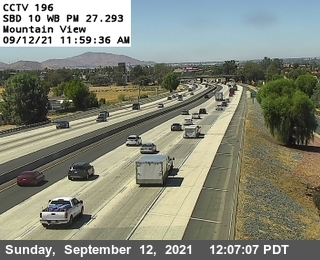 CCTV 196
SBD 10 WB PM 27.293
Mountain View
09/12/21 11:59:36 AM
Sunday, September 12, 2021 12:07:07 PDT